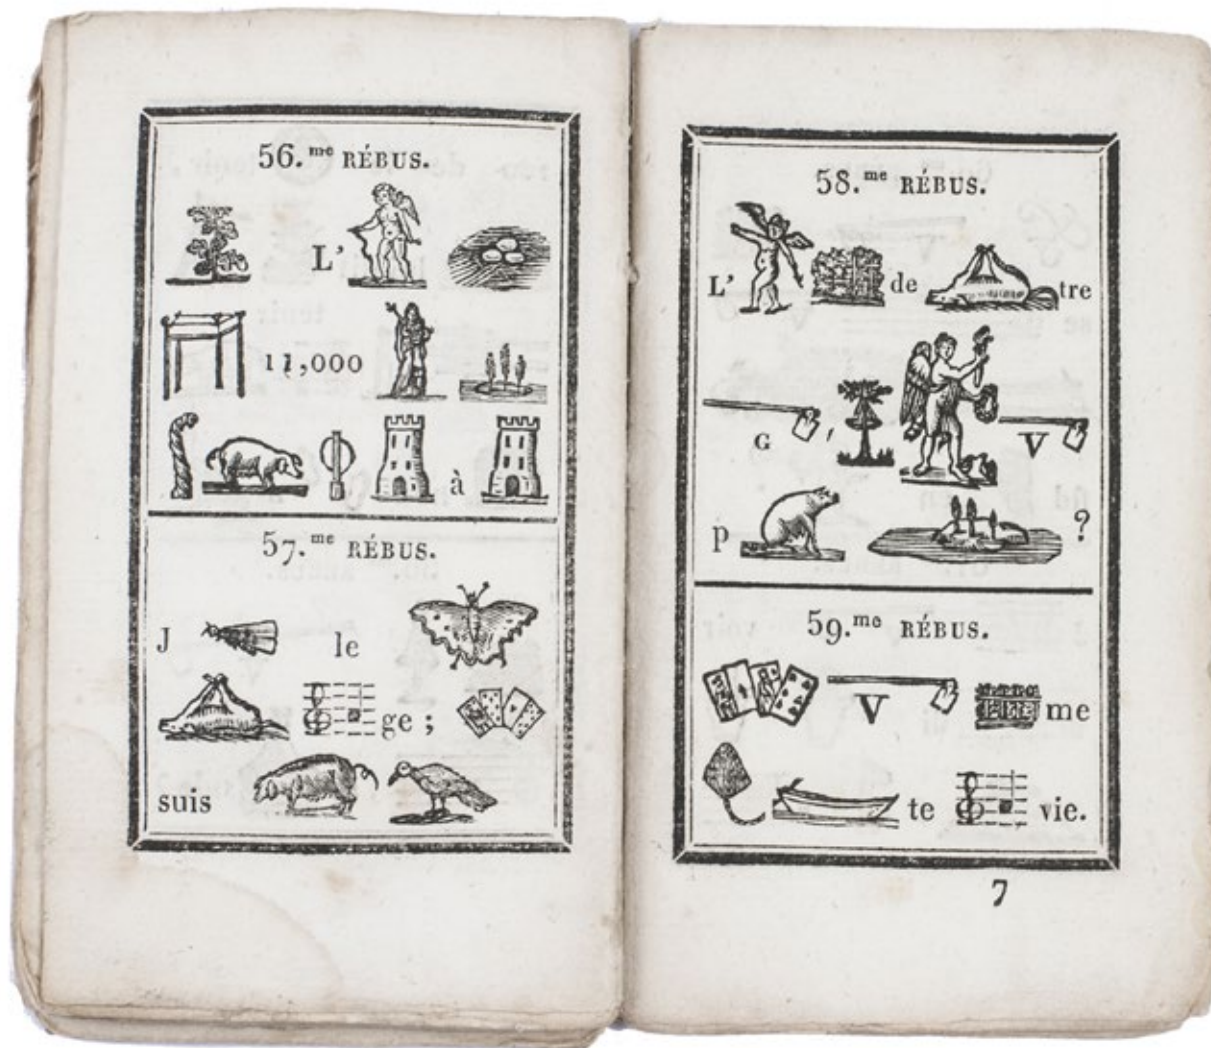 56.me RÉBUS.
L'
11,000
à
57.me RÉBUS.
J le
ge ;
suis
58.me RÉBUS.
L' de tre
G , V
p ?
59.me RÉBUS.
V me
te vie.
7